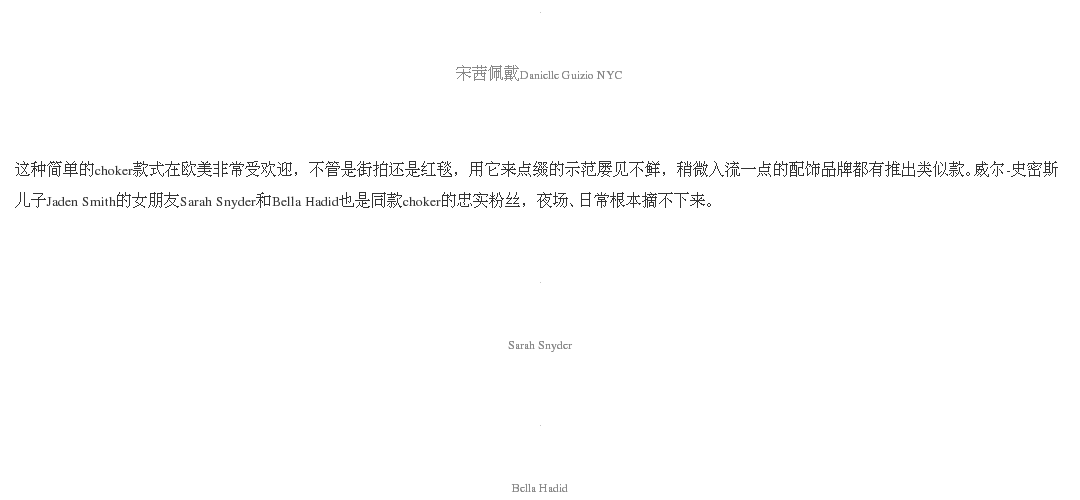 宋茜佩戴Danielle Guizio NYC
这种简单的choker款式在欧美非常受欢迎，不管是街拍还是红毯，用它来点缀的示范屡见不鲜，稍微入流一点的配饰品牌都有推出类似款。威尔-史密斯
儿子Jaden Smith的女朋友Sarah Snyder和Bella Hadid也是同款choker的忠实粉丝，夜场、日常根本摘不下来。
Sarah Snyder
Bella Hadid